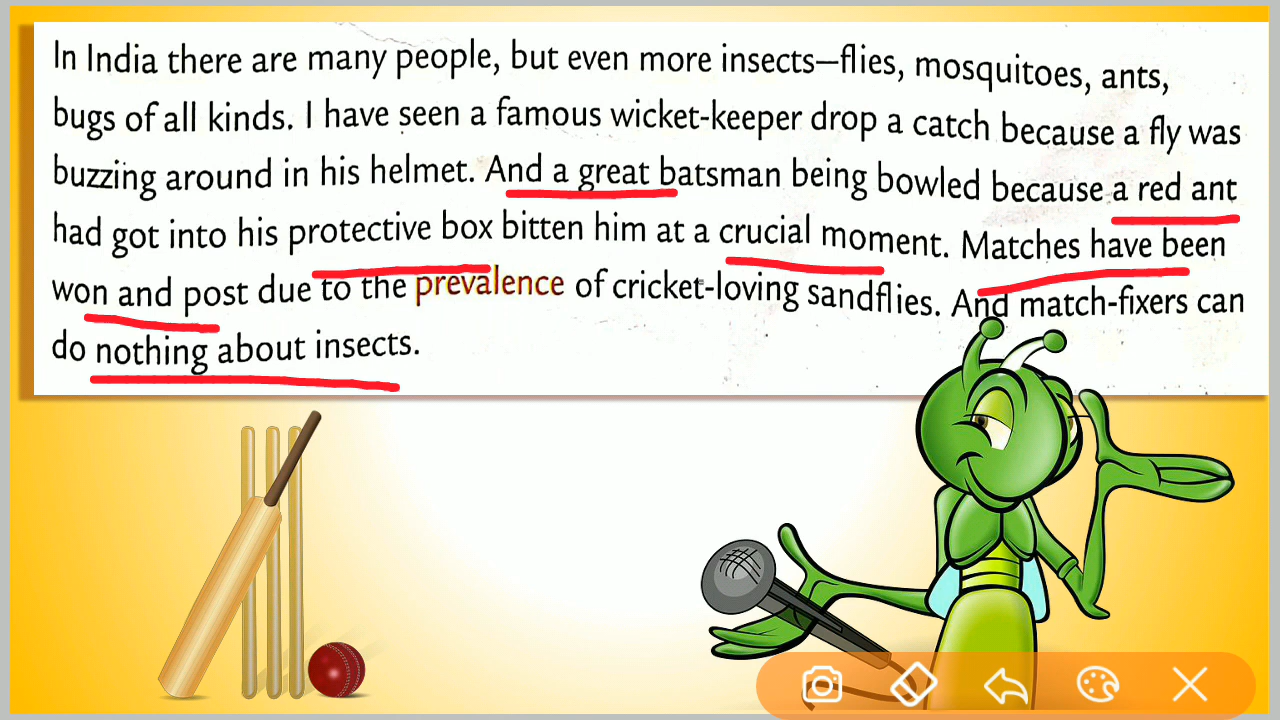 In India there are many people, but even more insects—flies, mosquitoes, ants,
bugs of all kinds. I have seen a famous wicket-keeper drop a catch because a fly was
buzzing around in his helmet. And a great batsman being bowled because a red ant
had got into his protective box bitten him at a crucial moment. Matches have been
won and post due to the prevalence of cricket-loving sandflies. And match-fixers can
do nothing about insects.